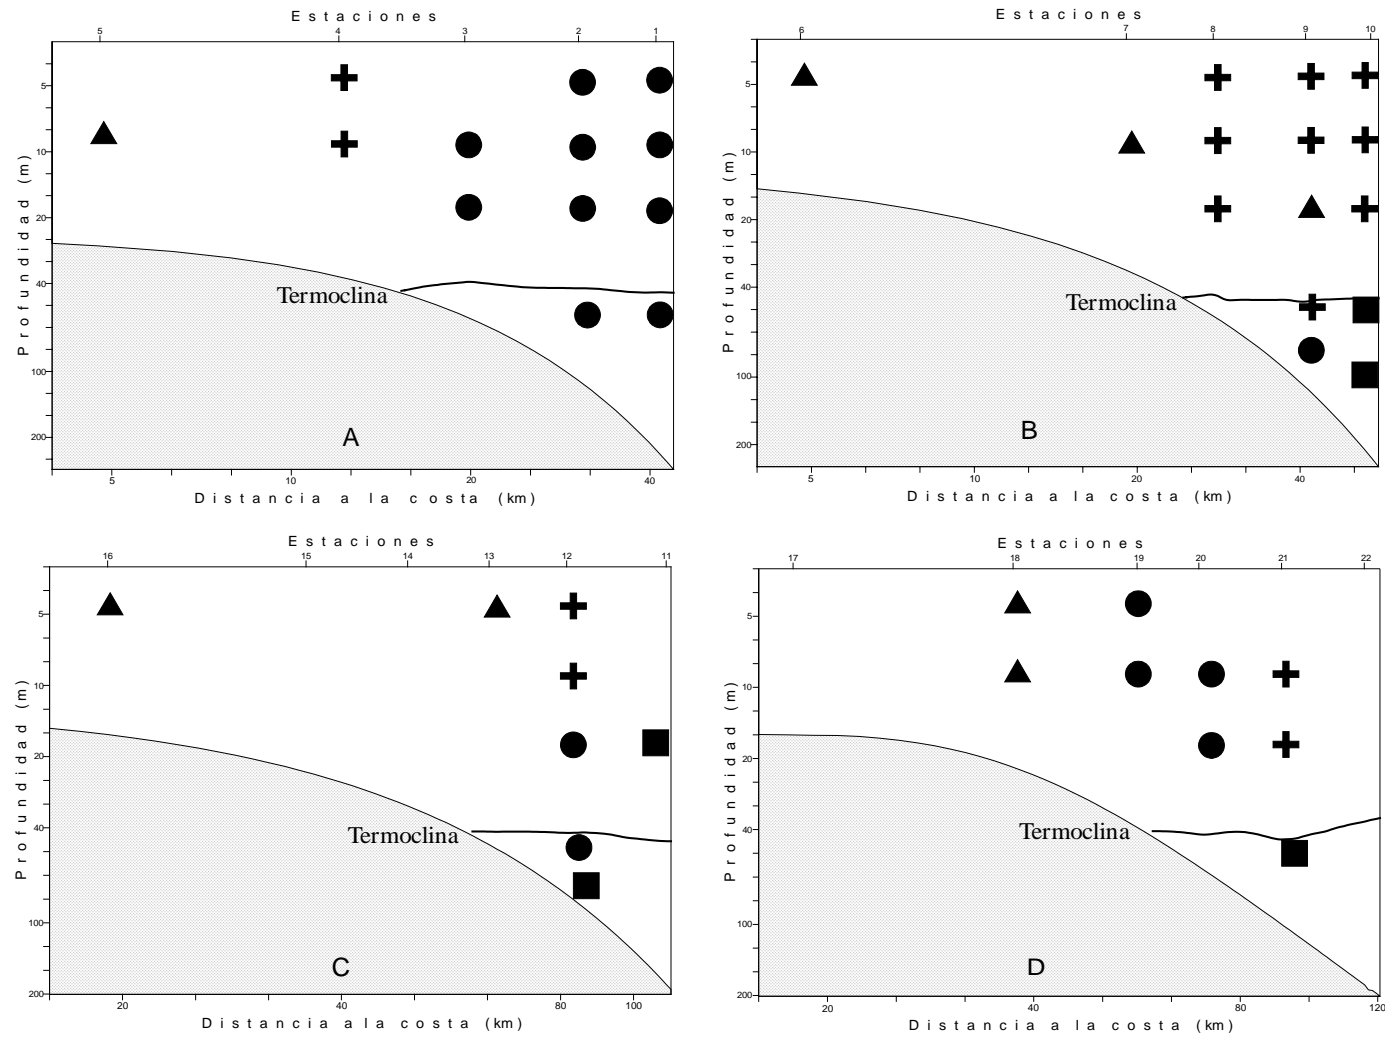 Estaciones
5 4 3 2 1
Profundidad (m)
5
10
20
40
100
200
Termoclina
A
5 10 20 40
Distancia a la costa (km)
Estaciones
6 7 8 9 10
Profundidad (m)
5
10
20
40
100
200
Termoclina
B
5 10 20 40
Distancia a la costa (km)
Estaciones
16 15 14 13 12 11
Profundidad (m)
5
10
20
40
100
200
Termoclina
C
20 40 80 100
Distancia a la costa (km)
Estaciones
17 18 19 20 21 22
Profundidad (m)
5
10
20
40
100
200
Termoclina
D
20 40 80 120
Distancia a la costa (km)